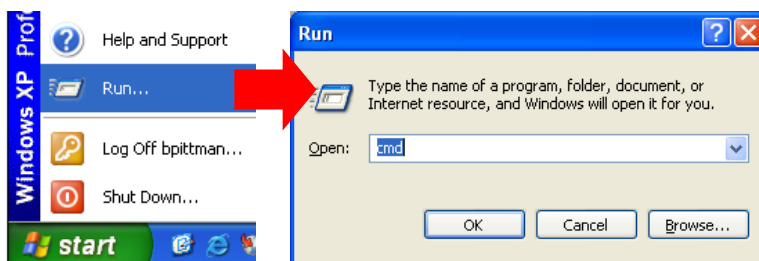 Windows XP Prof
Help and Support
Run...
Log Off bpittman...
Shut Down...
start
Run
Type the name of a program, folder, document, or
Internet resource, and Windows will open it for you.
Open:
cmd
OK
Cancel
Browse...